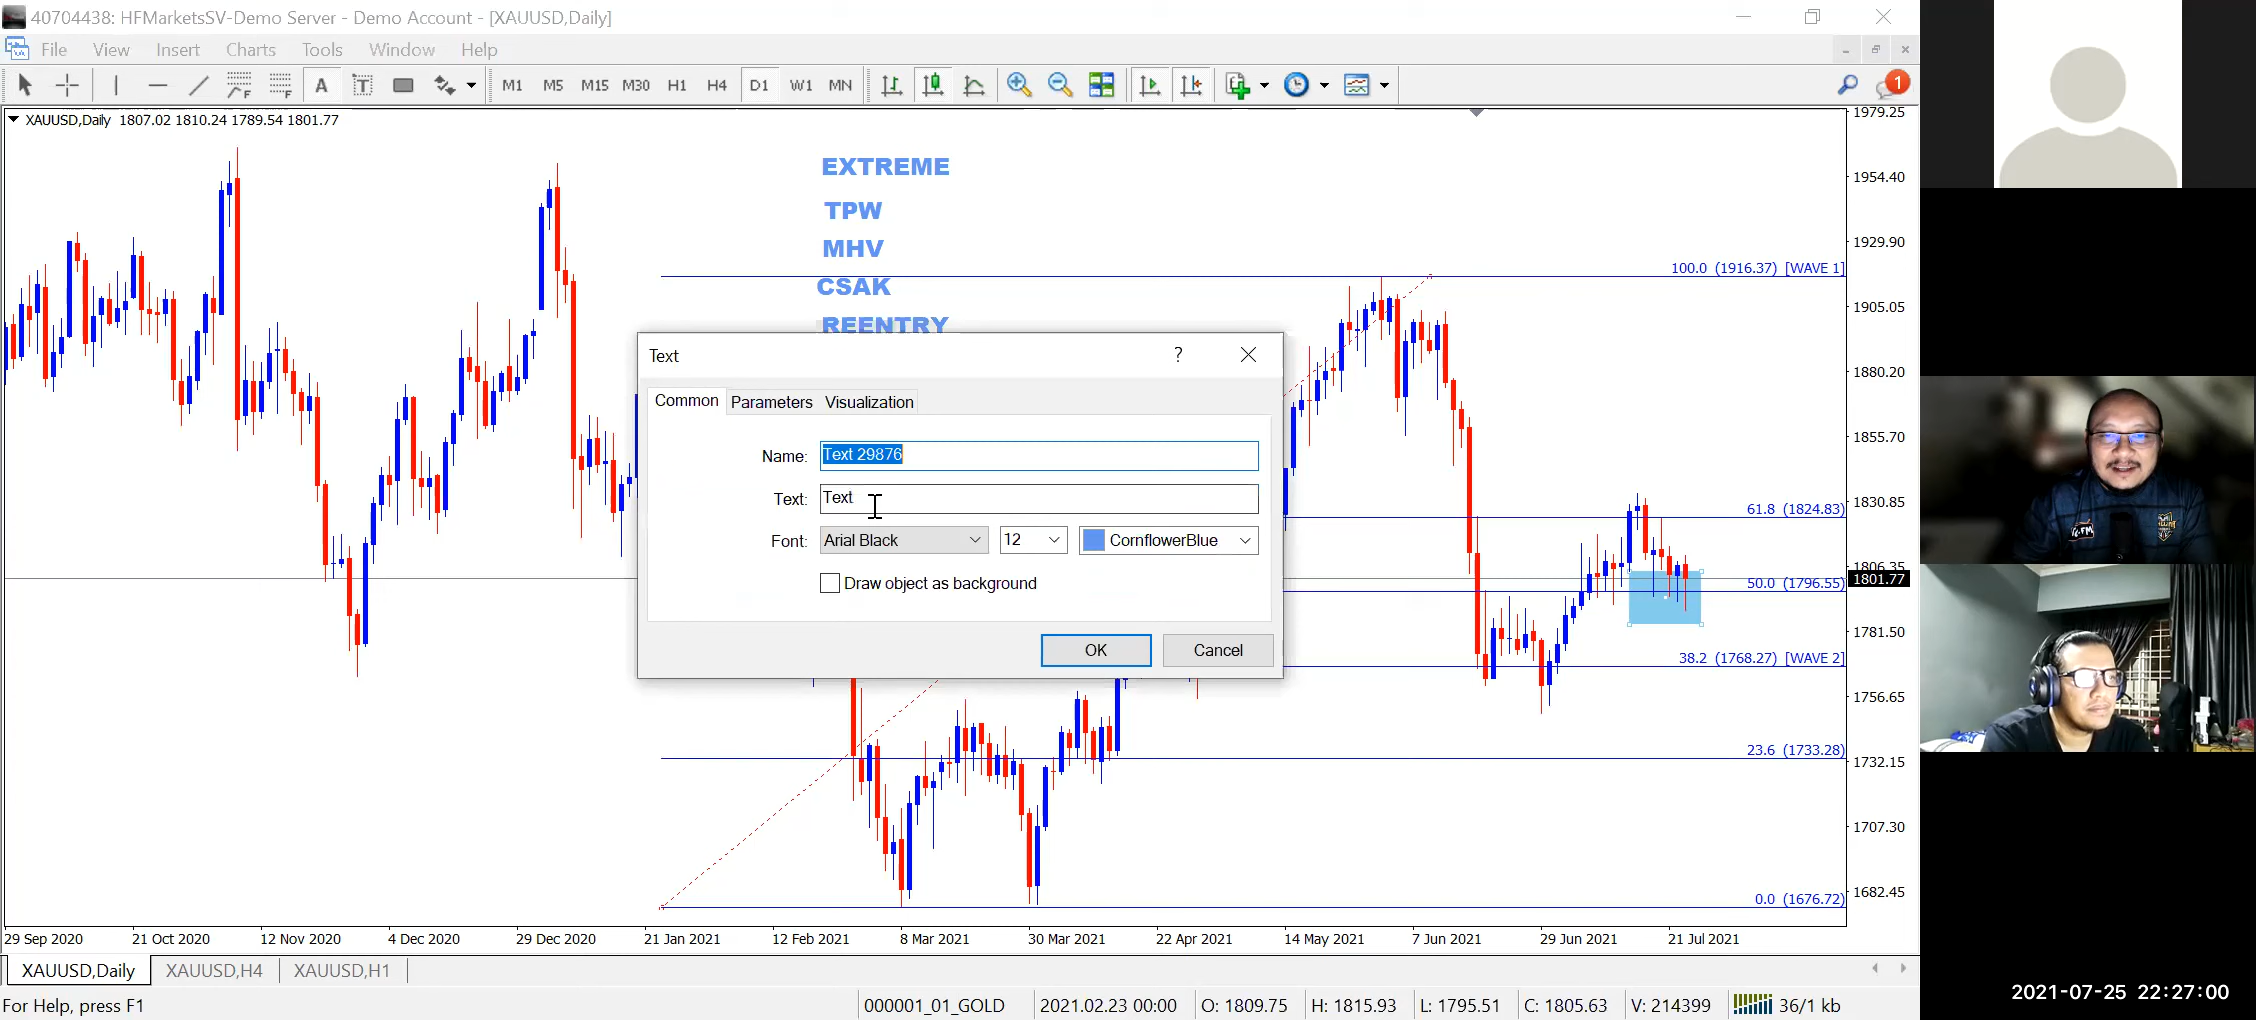 40704438: HFMarketsSV-Demo Server - Demo Account - [XAUUSD,Daily]
File View Insert Charts Tools Window Help
A T M1 M5 M15 M30 H1 H4 D1 W1 MN 1
XAUUSD,Daily 1807.02 1810.24 1789.54 1801.77
EXTREME
TPW
MHV
CSAK
REENTRY
100.0 (1916.37) [WAVE 1]
61.8 (1824.83)
50.0 (1796.55)
38.2 (1768.27) [WAVE 2]
23.6 (1733.28)
0.0 (1676.72)
Text ?
Common Parameters Visualization
Name: Text 29876
Text: Text
Font: Arial Black 12 CornflowerBlue
Draw object as background
OK Cancel
1979.25
1954.40
1929.90
1905.05
1880.20
1855.70
1830.85
1806.35
1801.77
1781.50
1756.65
1732.15
1707.30
1682.45
29 Sep 2020 21 Oct 2020 12 Nov 2020 4 Dec 2020 29 Dec 2020 21 Jan 2021 12 Feb 2021 8 Mar 2021 30 Mar 2021 22 Apr 2021 14 May 2021 7 Jun 2021 29 Jun 2021 21 Jul 2021
XAUUSD,Daily XAUUSD,H4 XAUUSD,H1
For Help, press F1 000001_01_GOLD 2021.02.23 00:00 O: 1809.75 H: 1815.93 L: 1795.51 C: 1805.63 V: 214399 36/1 kb
2021-07-25 22:27:00